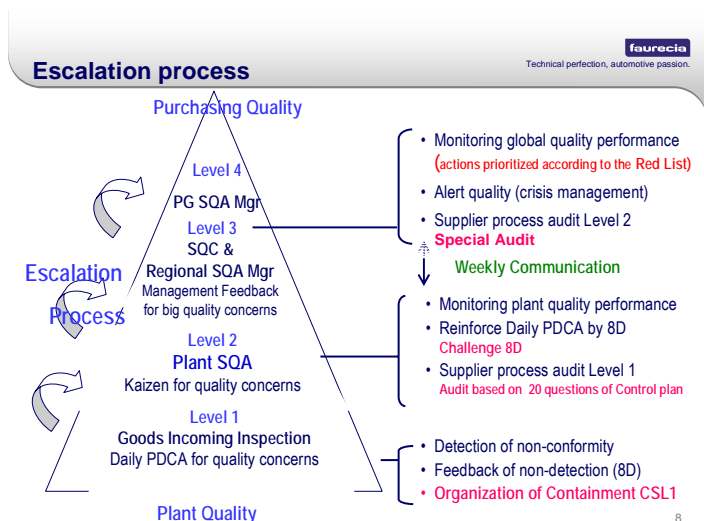 faurecia
Technical perfection, automotive passion.
Escalation process
Purchasing Quality
Level 4
PG SQA Mgr
Level 3
SQC &
Regional SQA Mgr
Management Feedback
for big quality concerns
Escalation
Process
Level 2
Plant SQA
Kaizen for quality concerns
Level 1
Goods Incoming Inspection
Daily PDCA for quality concerns
Plant Quality
• Monitoring global quality performance
(actions prioritized according to the Red List)
• Alert quality (crisis management)
• Supplier process audit Level 2
Special Audit
Weekly Communication
• Monitoring plant quality performance
• Reinforce Daily PDCA by 8D
Challenge 8D
• Supplier process audit Level 1
Audit based on 20 questions of Control plan
• Detection of non-conformity
• Feedback of non-detection (8D)
• Organization of Containment CSL1
8